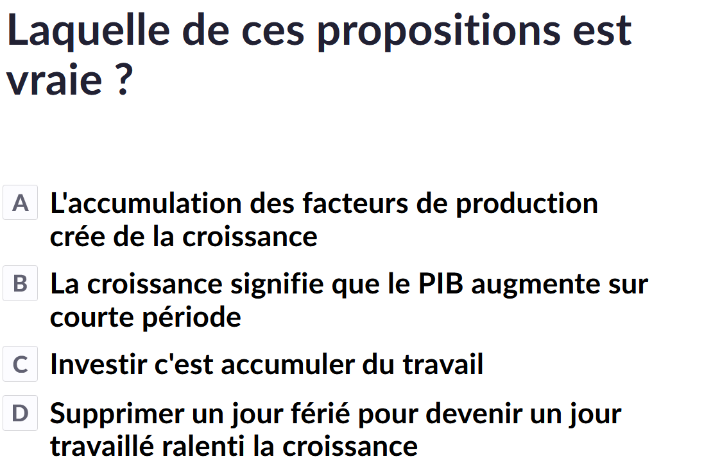 Laquelle de ces propositions est
vraie ?
A L'accumulation des facteurs de production
crée de la croissance
B La croissance signifie que le PIB augmente sur
courte période
C Investir c'est accumuler du travail
D Supprimer un jour férié pour devenir un jour
travaillé ralenti la croissance